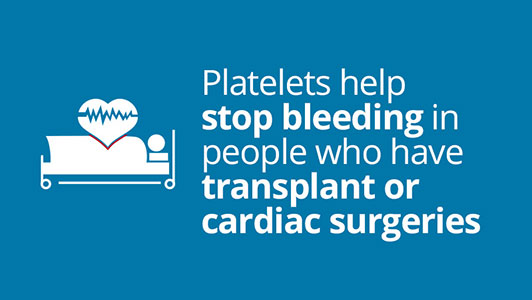 Platelets help
stop bleeding in
people who have
transplant or
cardiac surgeries